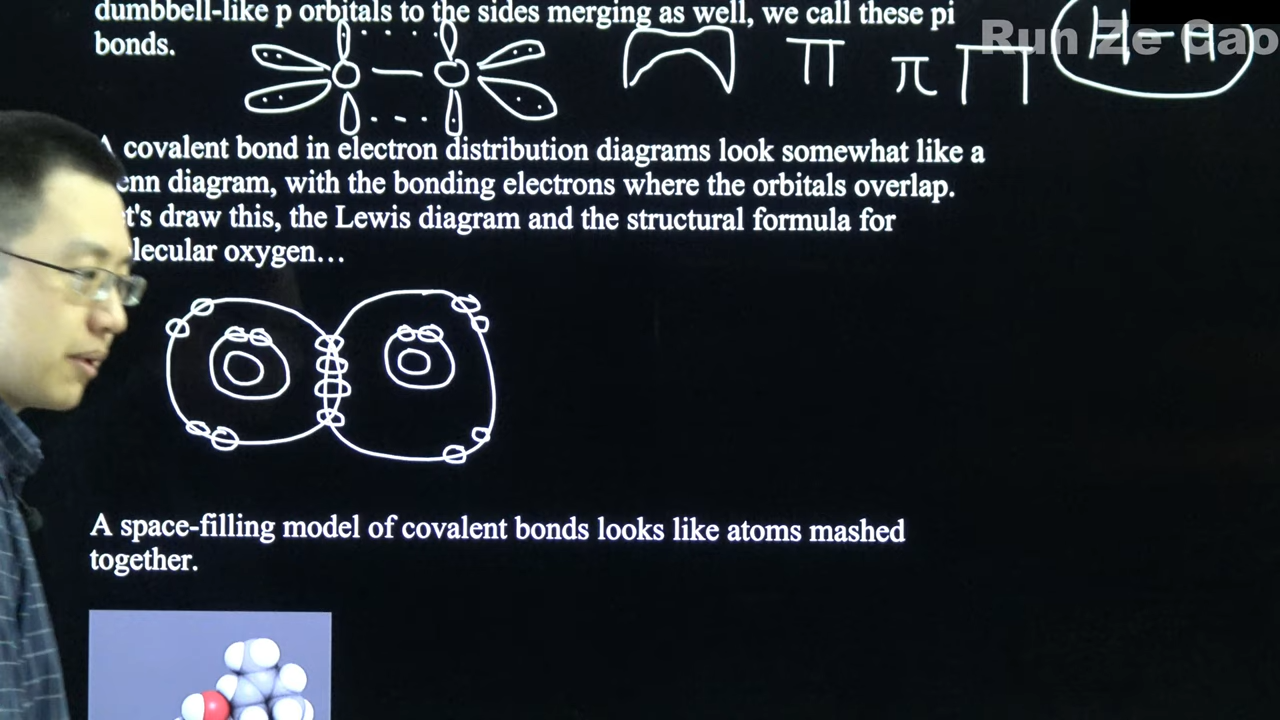 dumbbell-like p orbitals to the sides merging as well, we call these pi
bonds.
π π
Run Ze Gao
H - H
covalent bond in electron distribution diagrams look somewhat like a
enn diagram, with the bonding electrons where the orbitals overlap.
t's draw this, the Lewis diagram and the structural formula for
lecular oxygen…
A space-filling model of covalent bonds looks like atoms mashed
together.